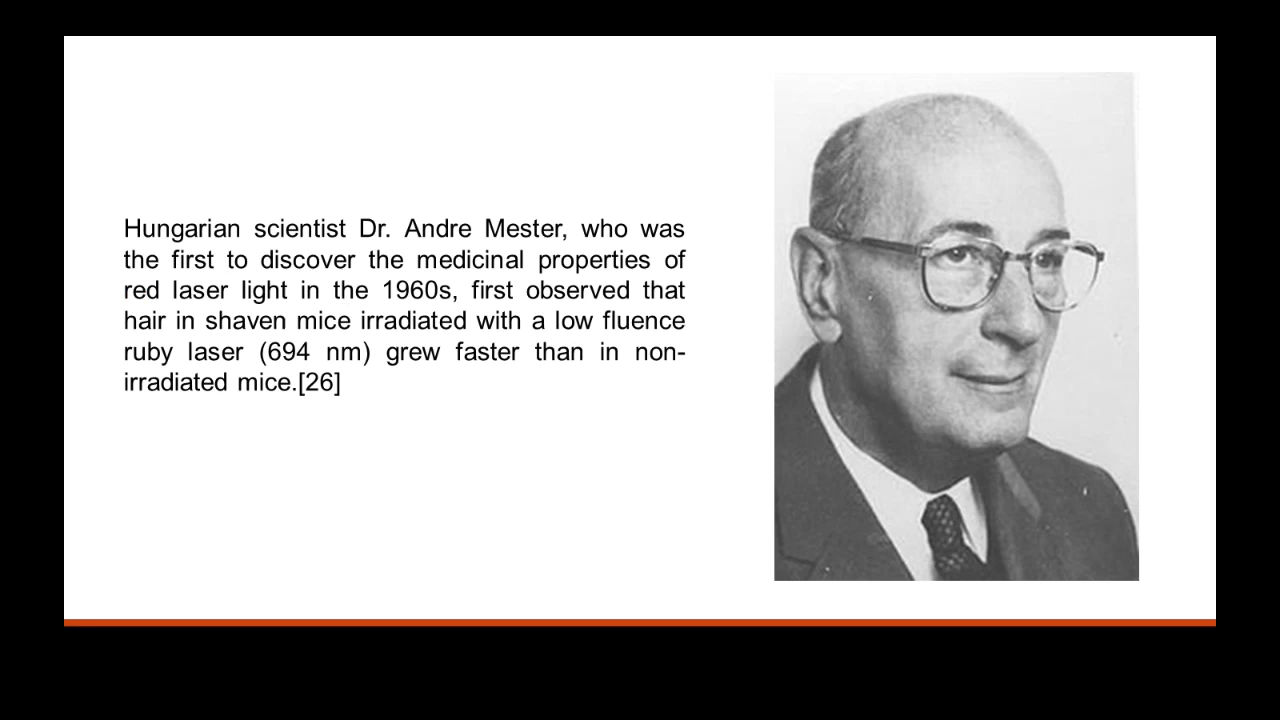 Hungarian scientist Dr. Andre Mester, who was
the first to discover the medicinal properties of
red laser light in the 1960s, first observed that
hair in shaven mice irradiated with a low fluence
ruby laser (694 nm) grew faster than in non-
irradiated mice.[26]